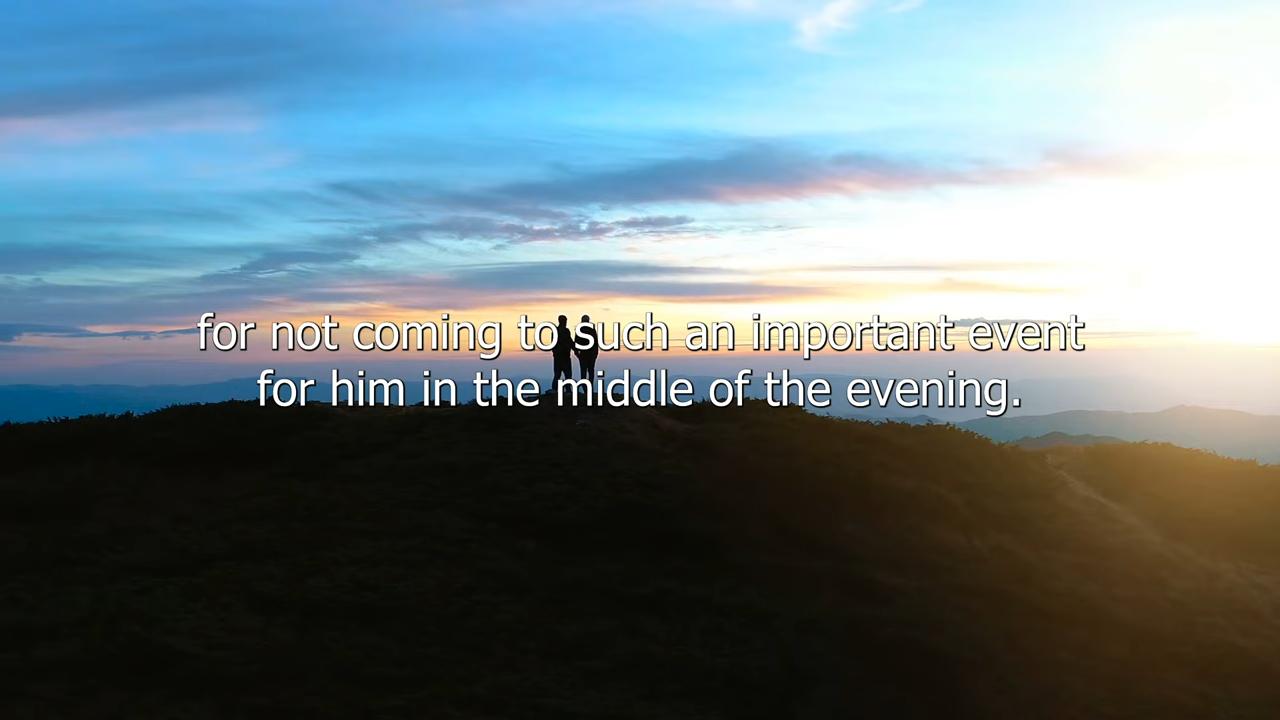 for not coming to such an important event
for him in the middle of the evening.